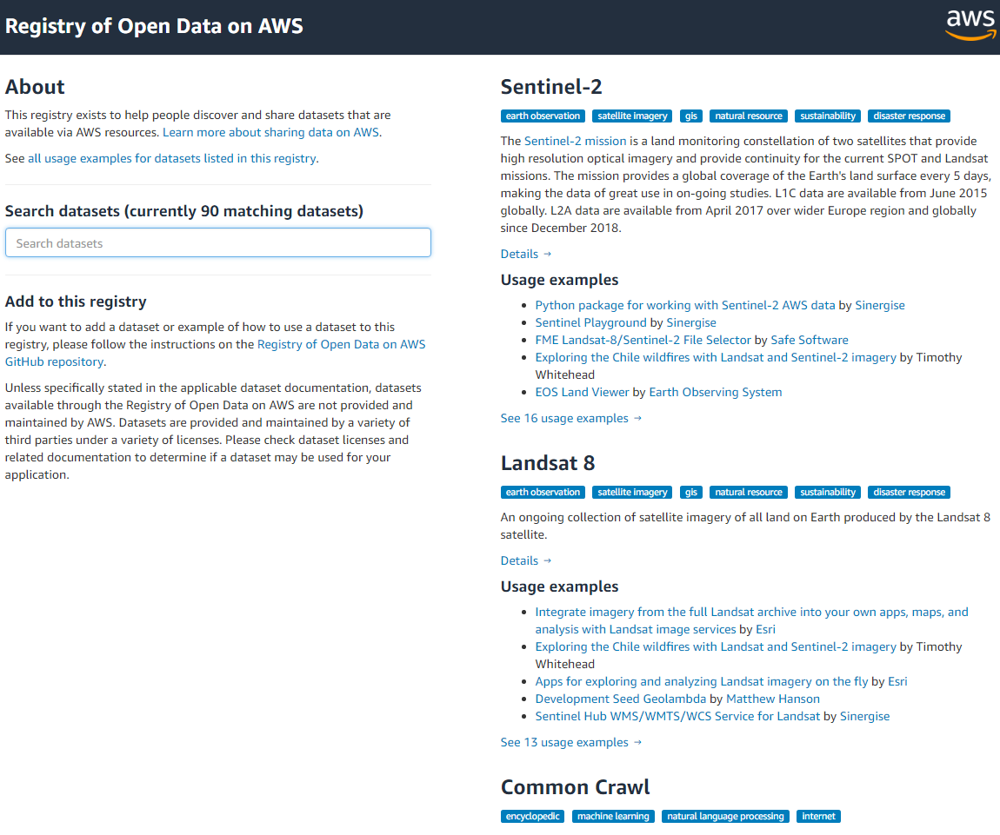 Registry of Open Data on AWS
aws
About
This registry exists to help people discover and share datasets that are
available via AWS resources. Learn more about sharing data on AWS.
See all usage examples for datasets listed in this registry.
Search datasets (currently 90 matching datasets)
Search datasets
Add to this registry
If you want to add a dataset or example of how to use a dataset to this
registry, please follow the instructions on the Registry of Open Data on AWS
GitHub repository.
Unless specifically stated in the applicable dataset documentation, datasets
available through the Registry of Open Data on AWS are not provided and
maintained by AWS. Datasets are provided and maintained by a variety of
third parties under a variety of licenses. Please check dataset licenses and
related documentation to determine if a dataset may be used for your
application.
Sentinel-2
earth observation satellite imagery gis natural resource sustainability disaster response
The Sentinel-2 mission is a land monitoring constellation of two satellites that provide
high resolution optical imagery and provide continuity for the current SPOT and Landsat
missions. The mission provides a global coverage of the Earth's land surface every 5 days,
making the data of great use in on-going studies. L1C data are available from June 2015
globally. L2A data are available from April 2017 over wider Europe region and globally
since December 2018.
Details →
Usage examples
• Python package for working with Sentinel-2 AWS data by Sinergise
• Sentinel Playground by Sinergise
• FME Landsat-8/Sentinel-2 File Selector by Safe Software
• Exploring the Chile wildfires with Landsat and Sentinel-2 imagery by Timothy
Whitehead
• EOS Land Viewer by Earth Observing System
See 16 usage examples →
Landsat 8
earth observation satellite imagery gis natural resource sustainability disaster response
An ongoing collection of satellite imagery of all land on Earth produced by the Landsat 8
satellite.
Details →
Usage examples
• Integrate imagery from the full Landsat archive into your own apps, maps, and
analysis with Landsat image services by Esri
• Exploring the Chile wildfires with Landsat and Sentinel-2 imagery by Timothy
Whitehead
• Apps for exploring and analyzing Landsat imagery on the fly by Esri
• Development Seed Geolambda by Matthew Hanson
• Sentinel Hub WMS/WMTS/WCS Service for Landsat by Sinergise
See 13 usage examples →
Common Crawl
encyclopedic machine learning natural language processing internet